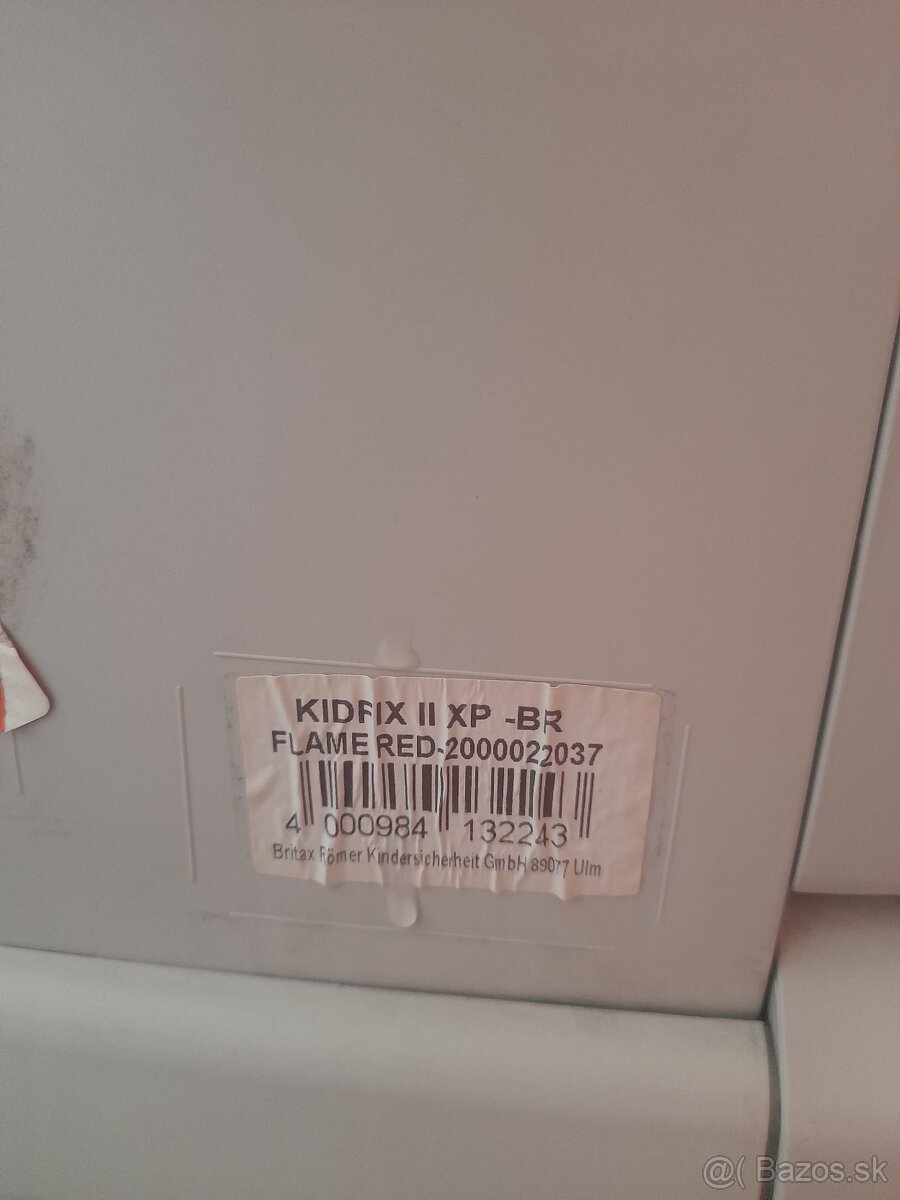 KIDFIX II XP -BR
FLAME RED-2000022037
4 000984 132243
Britax Römer Kindersicherheit GmbH 89077 Ulm
@( Bazos.sk